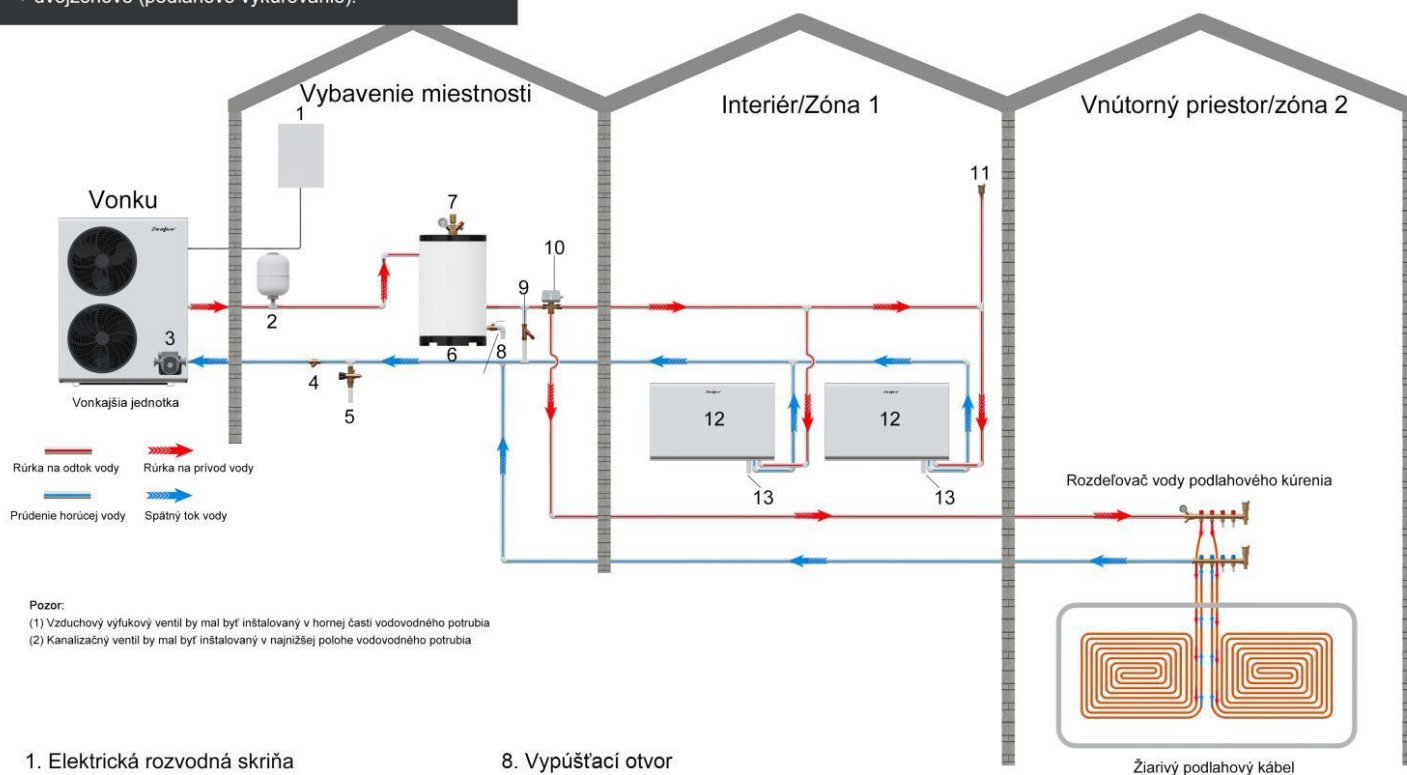 dvojzónové (podlahové vykurovanie).
Vybavenie miestnosti
Interiér/Zóna 1
Vnútorný priestor/zóna 2
1
11
Vonku
7
10
9
2
3
6
8
4
5
12
12
Vonkajšia jednotka
13
13
Rúrka na odtok vody
Rúrka na prívod vody
Prúdenie horúcej vody
Spätný tok vody
Rozdeľovač vody podlahového kúrenia
Pozor:
(1) Vzduchový výfukový ventil by mal byť inštalovaný v hornej časti vodovodného potrubia
(2) Kanalizačný ventil by mal byť inštalovaný v najnižšej polohe vodovodného potrubia
1. Elektrická rozvodná skriňa
8. Vypúšťací otvor
Žiarivý podlahový kábel